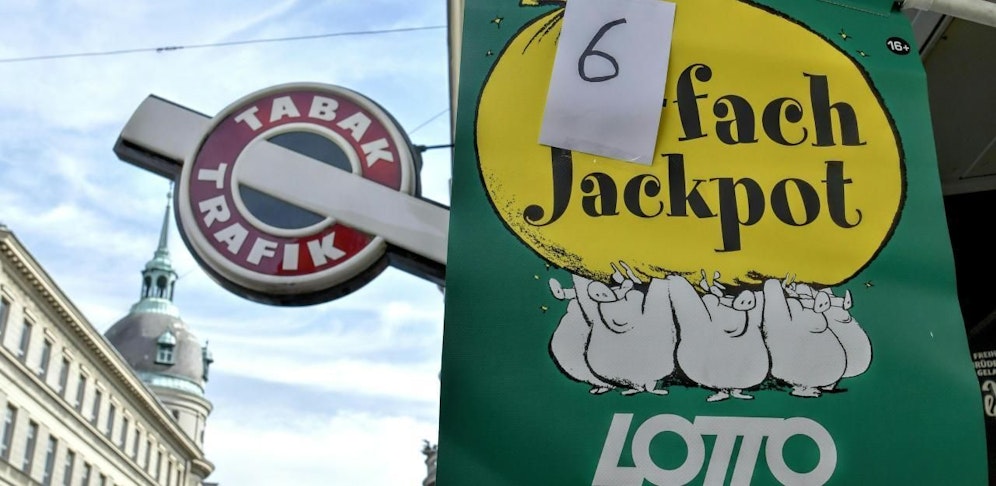 TABAK
TRAFIK
6
-fach
Jackpot
16+
LOTTO